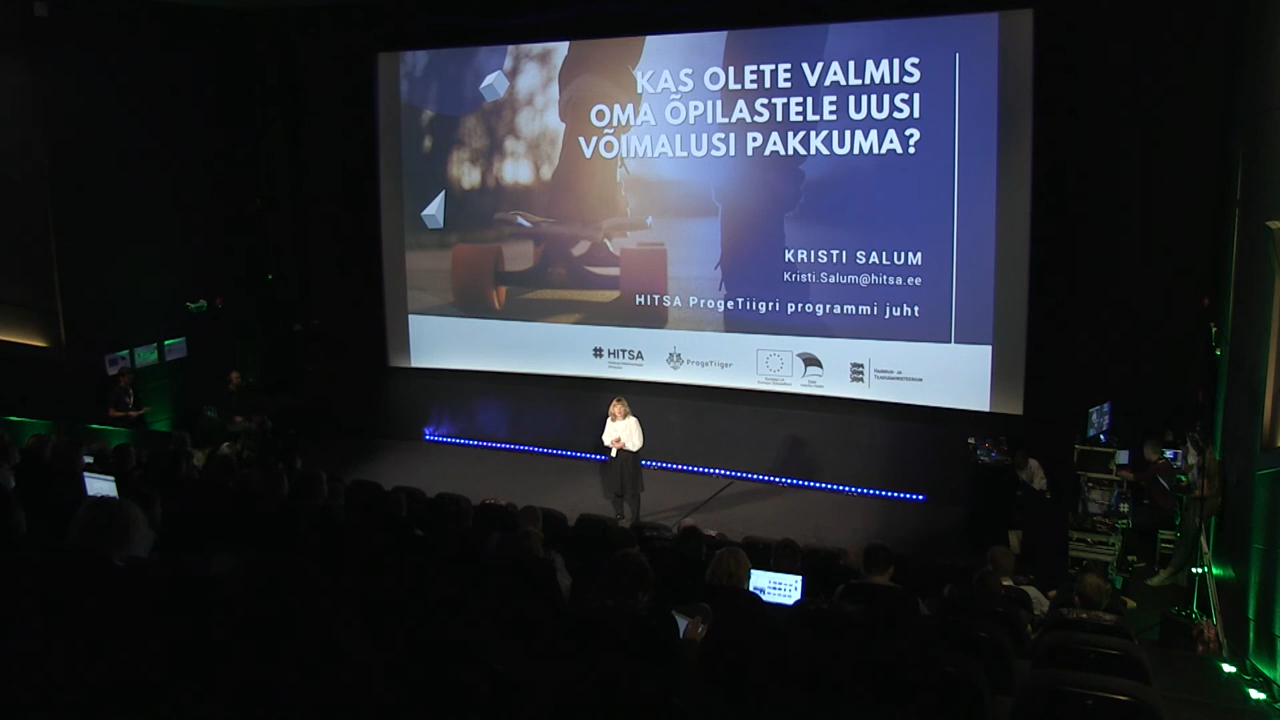 KAS OLETE VALMIS
OMA ÕPILASTELE UUSI
VÕIMALUSI PAKKUMA?
KRISTI SALUM
Kristi.Salum@hitsa.ee
HITSA ProgeTiigri programmi juht
# HITSA
ProgeTiiger